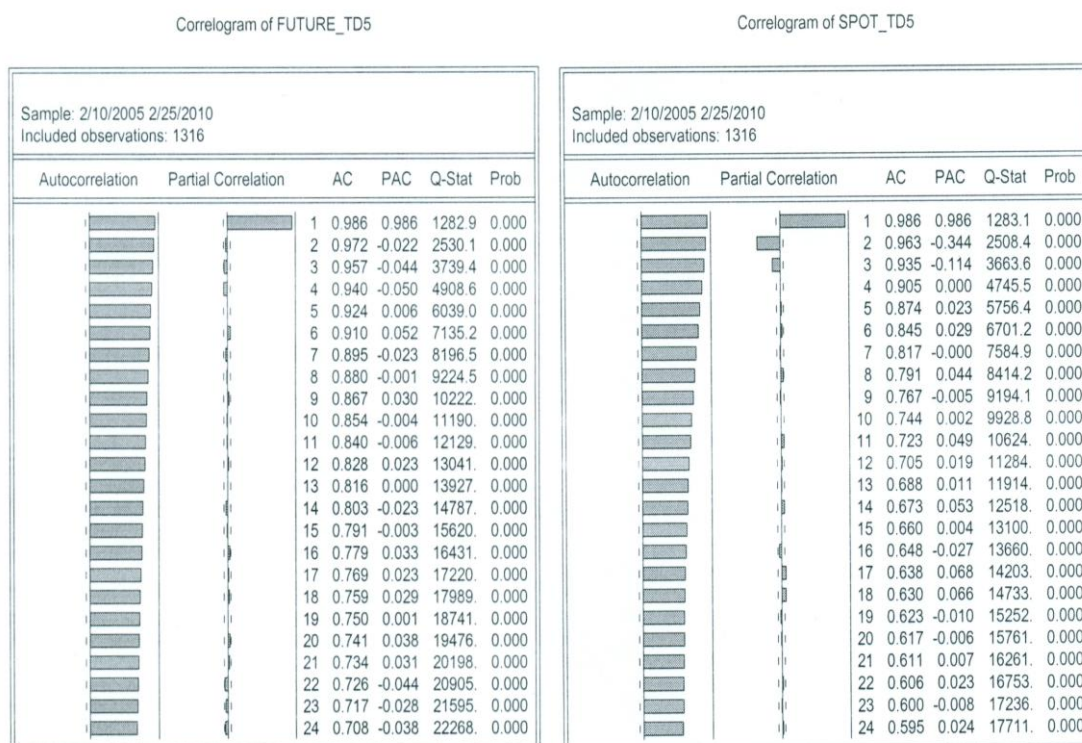 Correlogram of FUTURE_TD5
Sample: 2/10/2005 2/25/2010
Included observations: 1316
Autocorrelation Partial Correlation AC PAC Q-Stat Prob
1 0.986 0.986 1282.9 0.000
2 0.972 -0.022 2530.1 0.000
3 0.957 -0.044 3739.4 0.000
4 0.940 -0.050 4908.6 0.000
5 0.924 0.006 6039.0 0.000
6 0.910 0.052 7135.2 0.000
7 0.895 -0.023 8196.5 0.000
8 0.880 -0.001 9224.5 0.000
9 0.867 0.030 10222. 0.000
10 0.854 -0.004 11190. 0.000
11 0.840 -0.006 12129. 0.000
12 0.828 0.023 13041. 0.000
13 0.816 0.000 13927. 0.000
14 0.803 -0.023 14787. 0.000
15 0.791 -0.003 15620. 0.000
16 0.779 0.033 16431. 0.000
17 0.769 0.023 17220. 0.000
18 0.759 0.029 17989. 0.000
19 0.750 0.001 18741. 0.000
20 0.741 0.038 19476. 0.000
21 0.734 0.031 20198. 0.000
22 0.726 -0.044 20905. 0.000
23 0.717 -0.028 21595. 0.000
24 0.708 -0.038 22268. 0.000
Correlogram of SPOT_TD5
Sample: 2/10/2005 2/25/2010
Included observations: 1316
Autocorrelation Partial Correlation AC PAC Q-Stat Prob
1 0.986 0.986 1283.1 0.000
2 0.963 -0.344 2508.4 0.000
3 0.935 -0.114 3663.6 0.000
4 0.905 0.000 4745.5 0.000
5 0.874 0.023 5756.4 0.000
6 0.845 0.029 6701.2 0.000
7 0.817 -0.000 7584.9 0.000
8 0.791 0.044 8414.2 0.000
9 0.767 -0.005 9194.1 0.000
10 0.744 0.002 9928.8 0.000
11 0.723 0.049 10624. 0.000
12 0.705 0.019 11284. 0.000
13 0.688 0.011 11914. 0.000
14 0.673 0.053 12518. 0.000
15 0.660 0.004 13100. 0.000
16 0.648 -0.027 13660. 0.000
17 0.638 0.068 14203. 0.000
18 0.630 0.066 14733. 0.000
19 0.623 -0.010 15252. 0.000
20 0.617 -0.006 15761. 0.000
21 0.611 0.007 16261. 0.000
22 0.606 0.023 16753. 0.000
23 0.600 -0.008 17236. 0.000
24 0.595 0.024 17711. 0.000